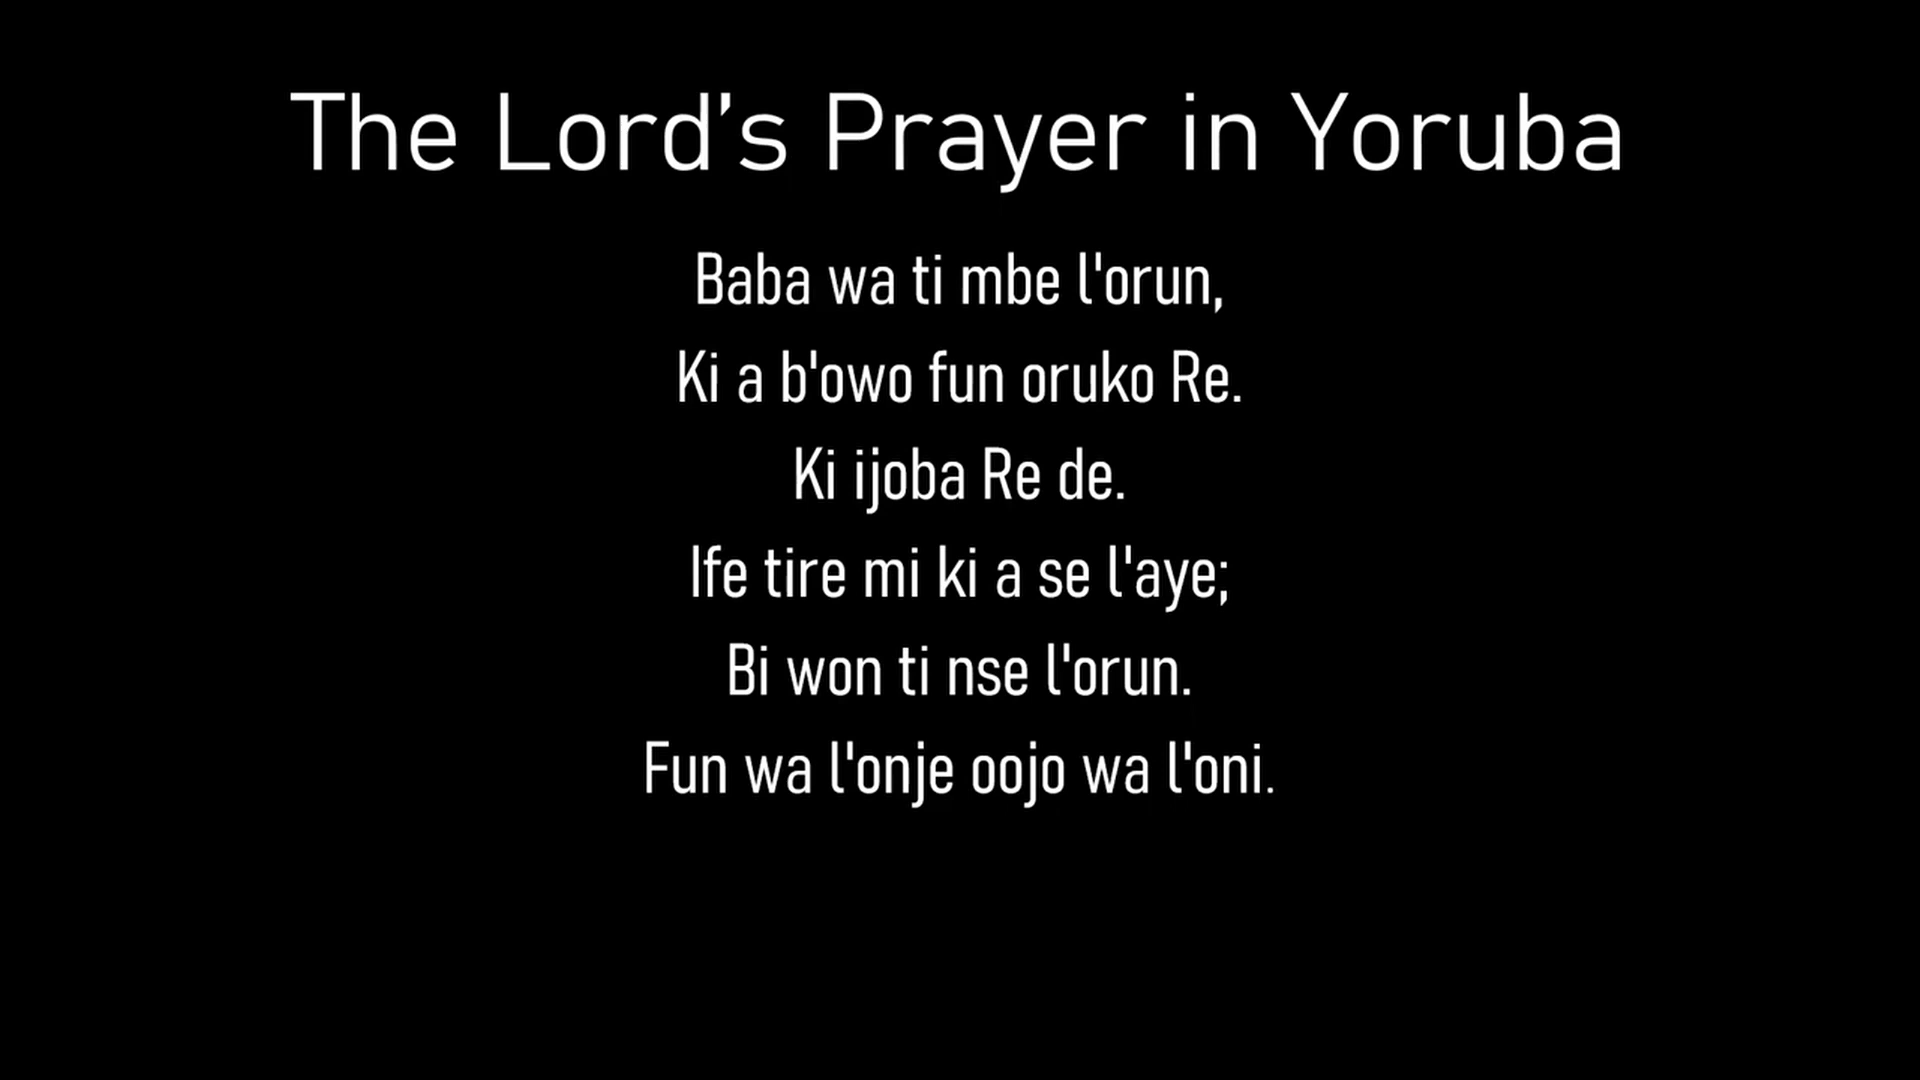 The Lord’s Prayer in Yoruba
Baba wa ti mbe l'orun,
Ki a b'owo fun oruko Re.
Ki ijoba Re de.
Ife tire mi ki a se l'aye;
Bi won ti nse l'orun.
Fun wa l'onje oojo wa l'oni.